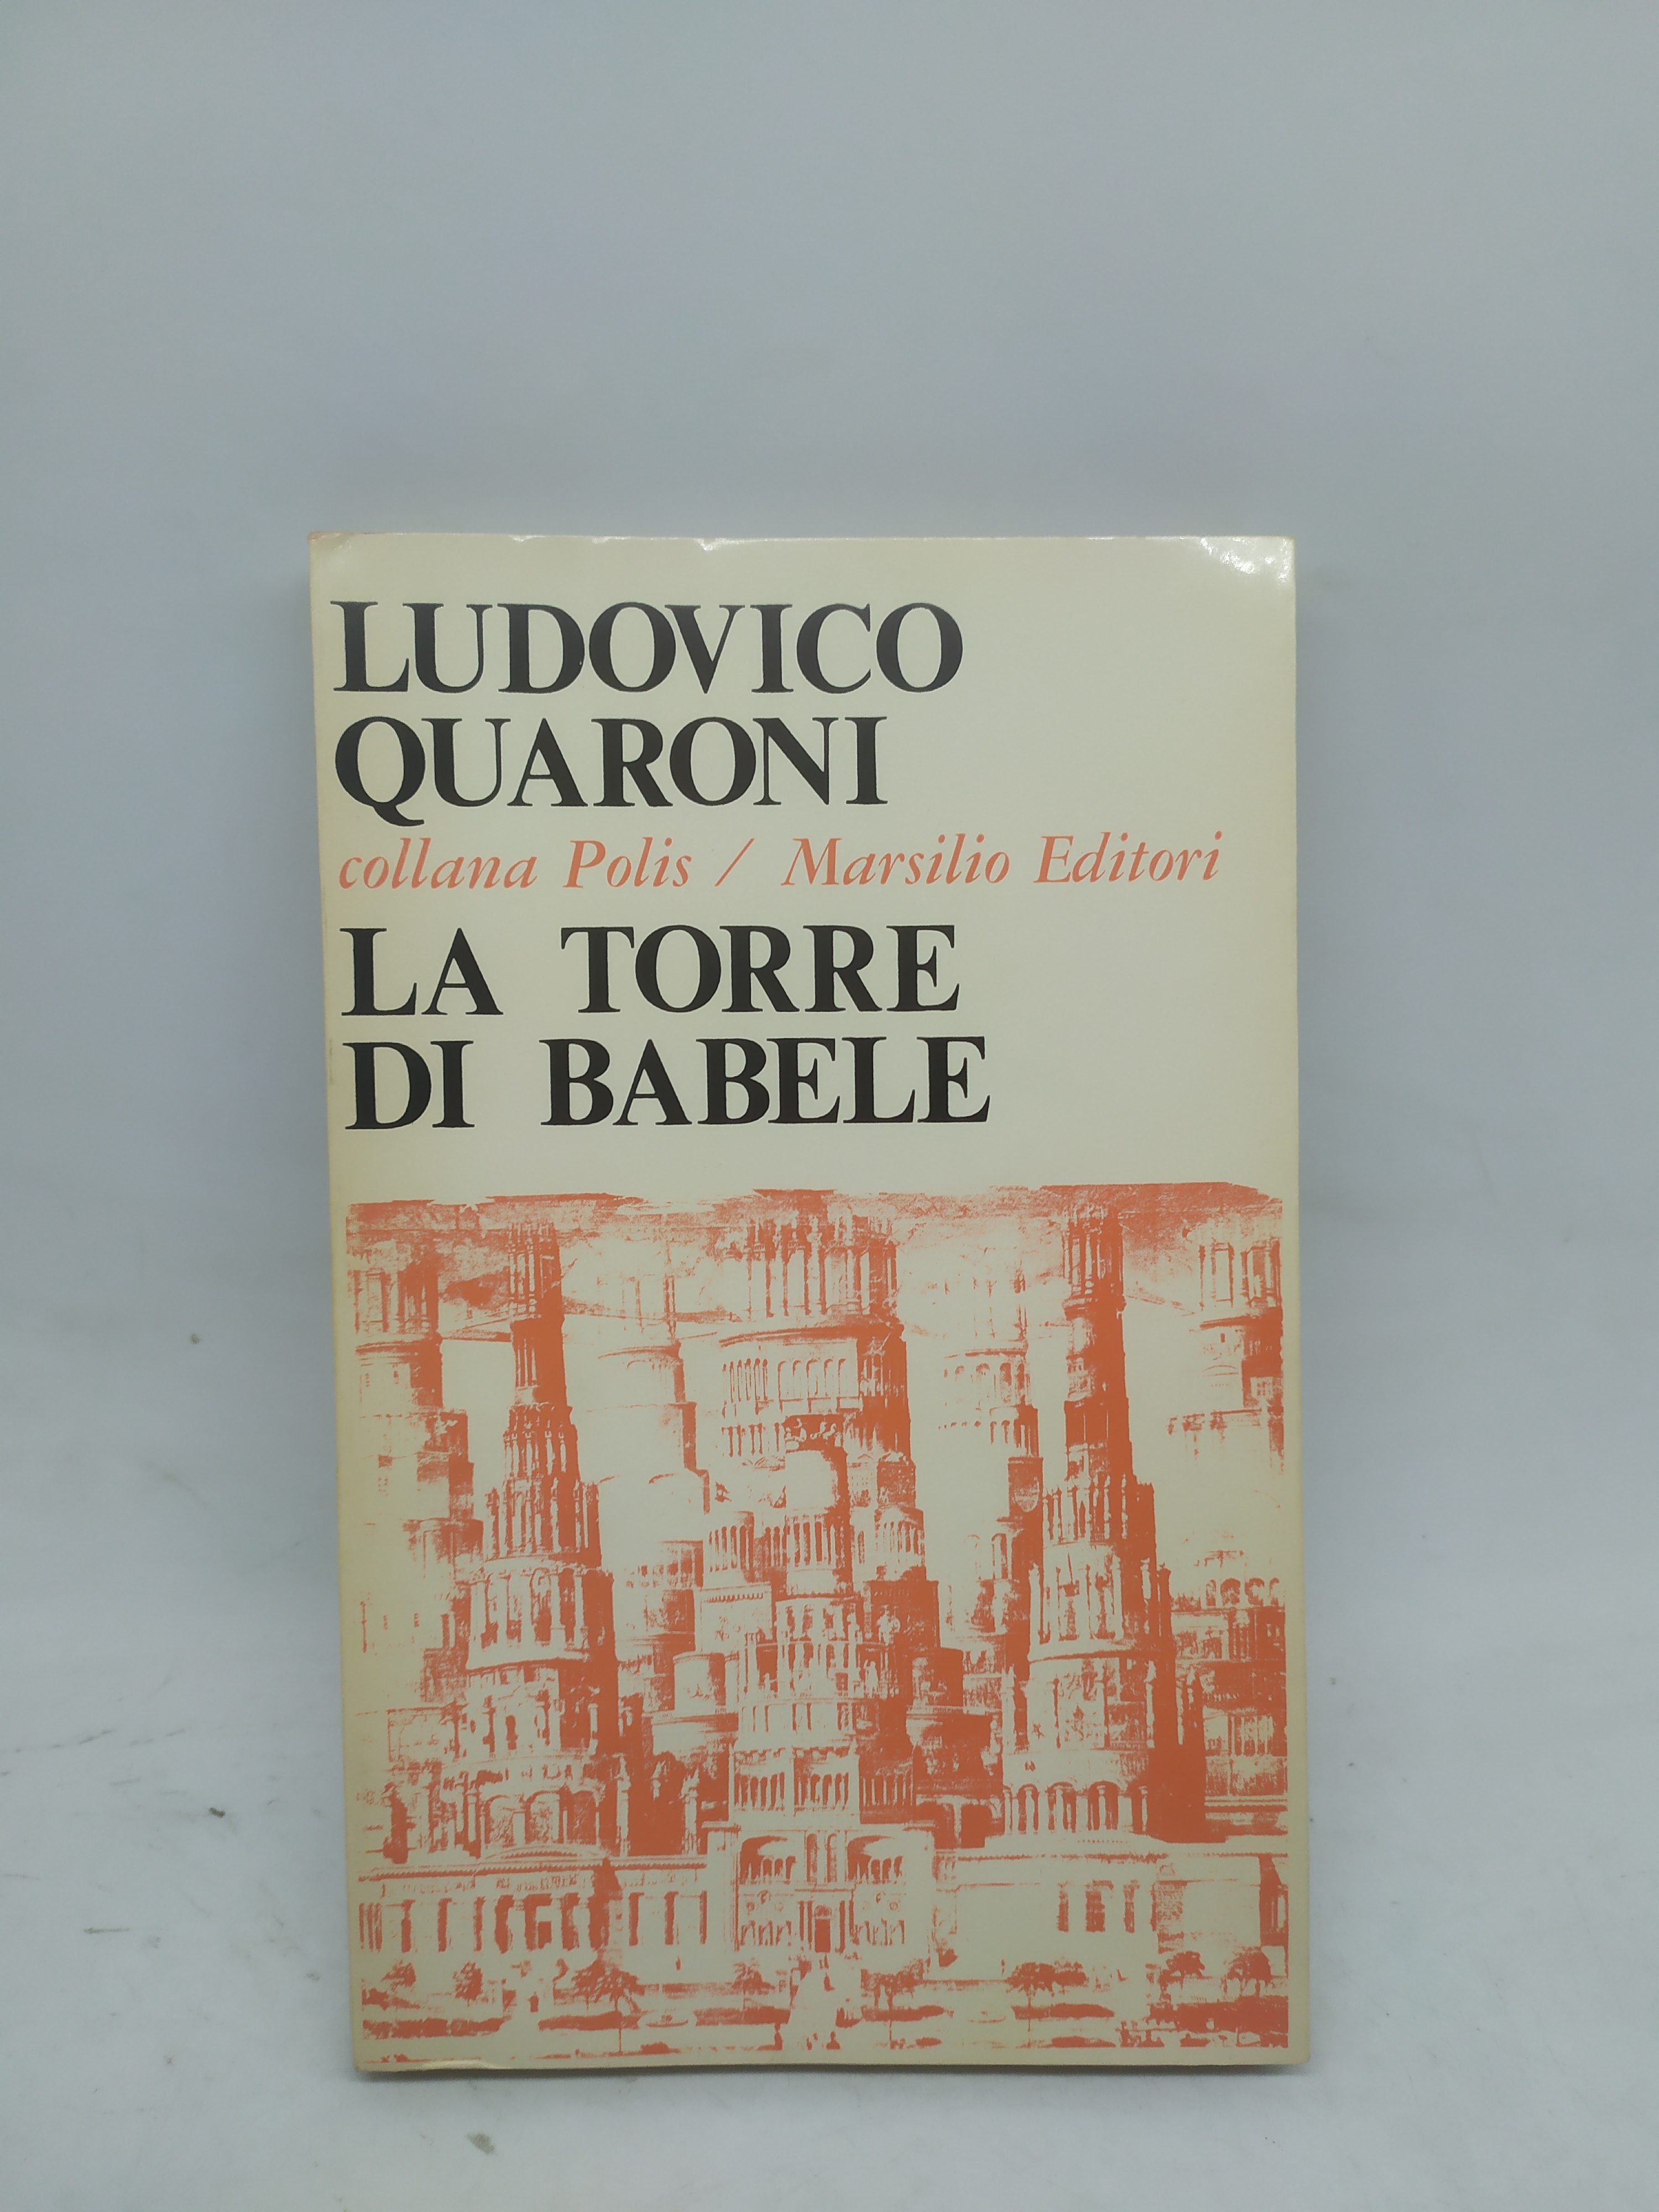 LUDOVICO
QUARONI
collana Polis / Marsilio Editori
LA TORRE
DI BABELE